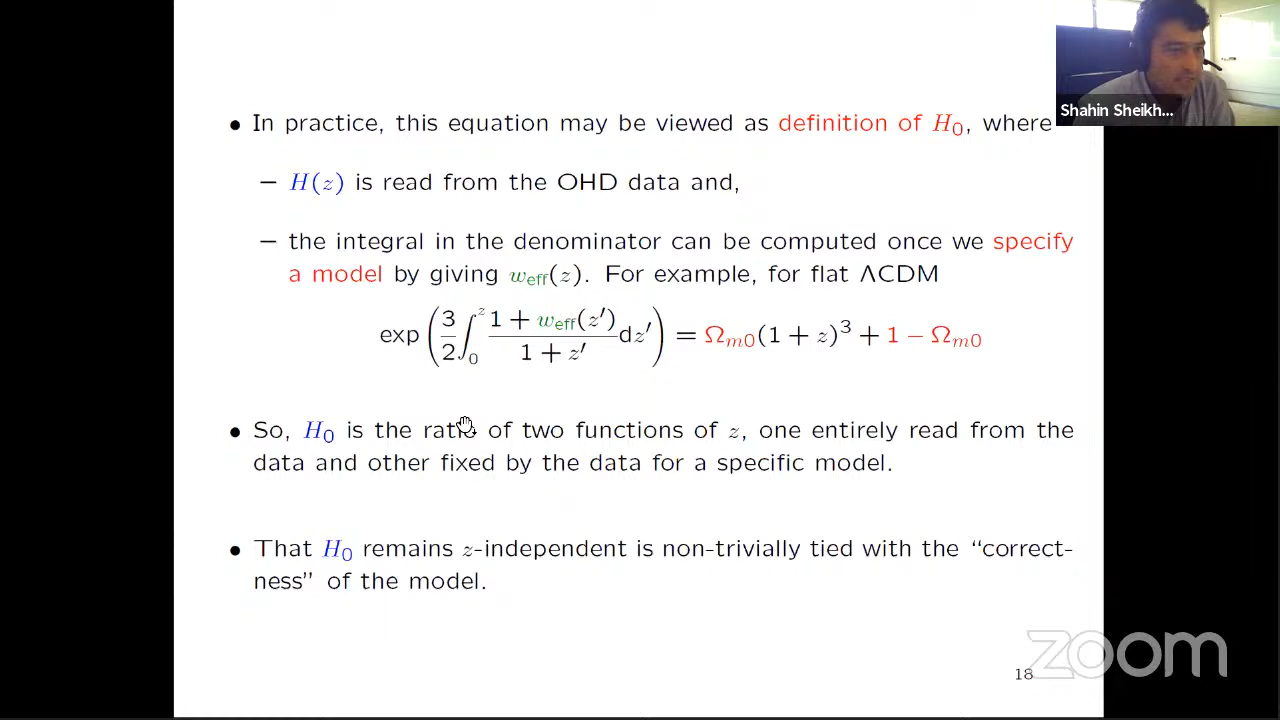 Shahin Sheikh...
• In practice, this equation may be viewed as definition of H₀, where
– H(z) is read from the OHD data and,
– the integral in the denominator can be computed once we specify
a model by giving w_eff(z). For example, for flat ΛCDM
exp(3/2 ∫₀ᶻ (1 + w_eff(z′))/(1 + z′) dz′) = Ω_m0(1 + z)³ + 1 − Ω_m0
• So, H₀ is the ratio of two functions of z, one entirely read from the
data and other fixed by the data for a specific model.
• That H₀ remains z-independent is non-trivially tied with the “correct-
ness” of the model.
zoom
18